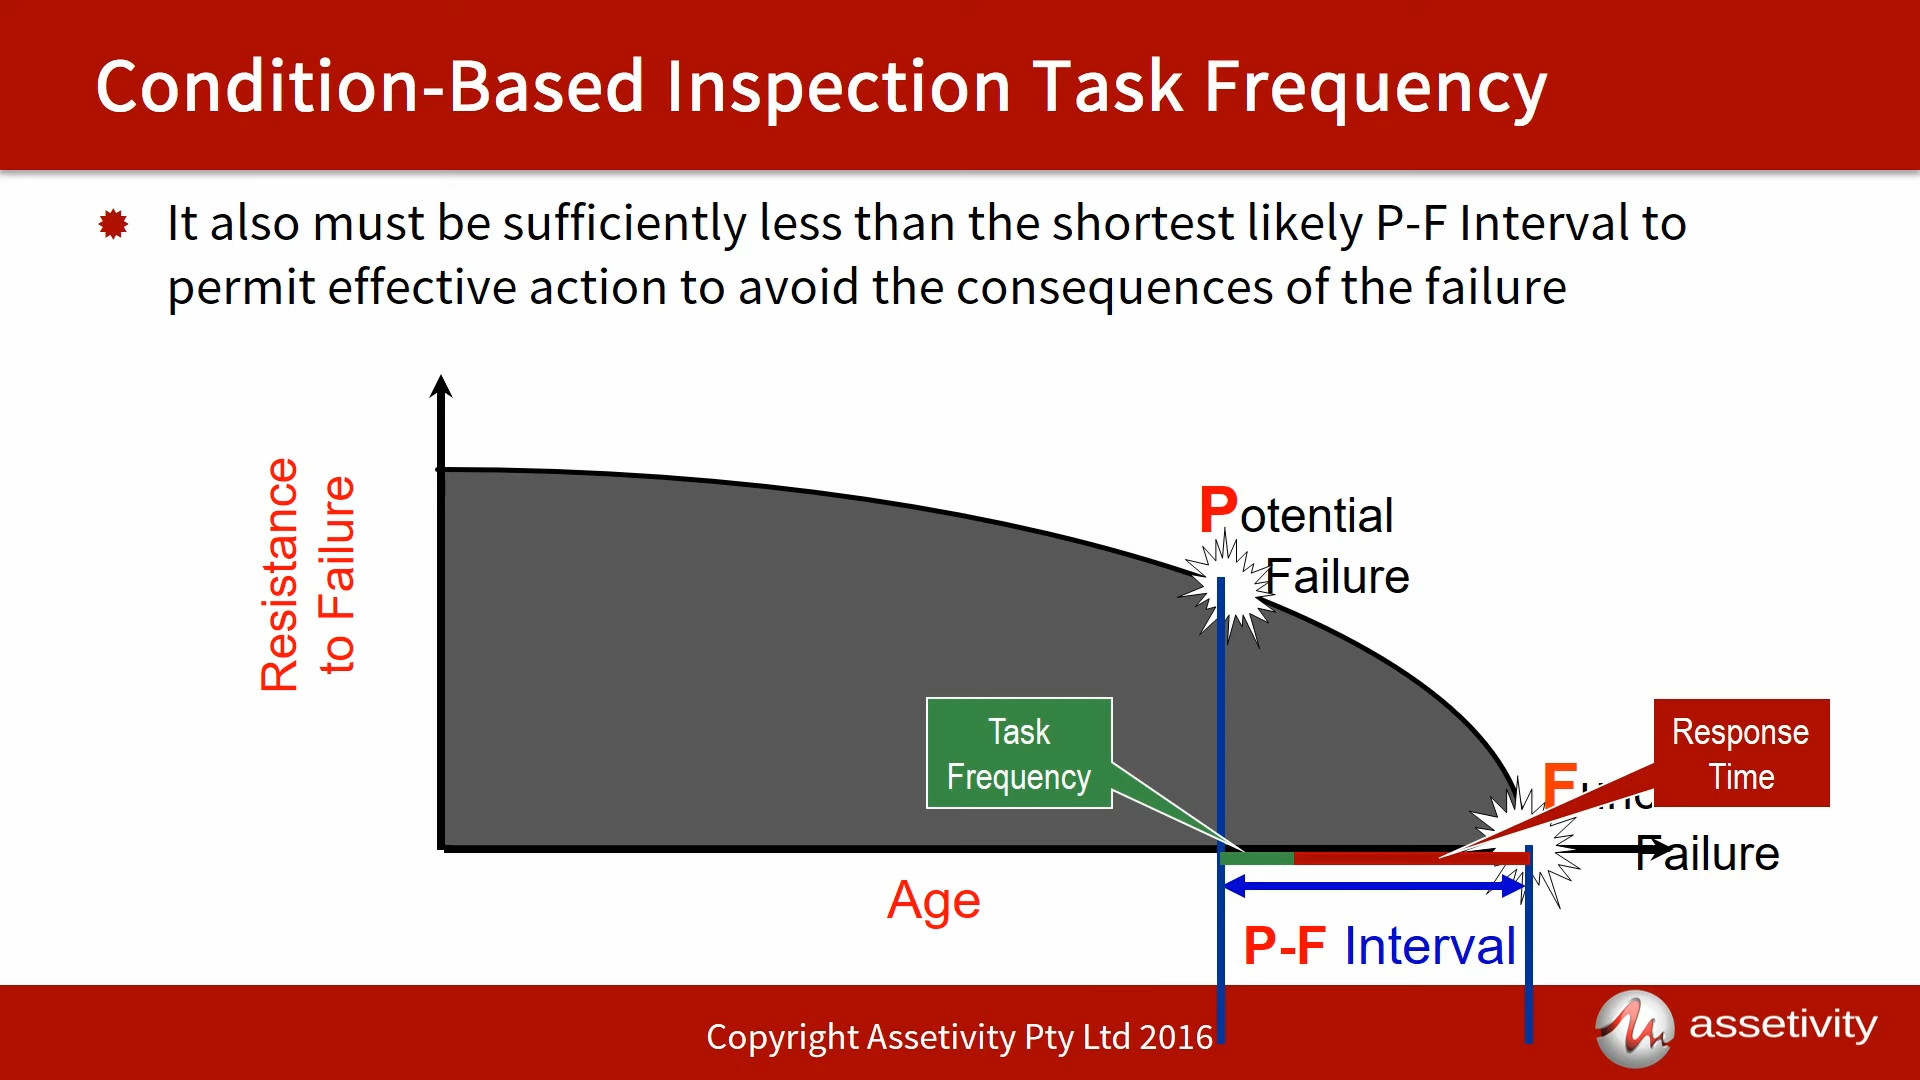 Condition-Based Inspection Task Frequency
It also must be sufficiently less than the shortest likely P-F Interval to
permit effective action to avoid the consequences of the failure
Resistance
to Failure
Potential
Failure
Task
Frequency
Response
Time
Failure
Age
P-F Interval
Copyright Assetivity Pty Ltd 2016
assetivity